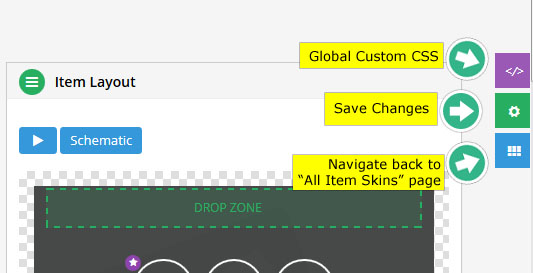 Global Custom CSS
</>
Item Layout
Save Changes
Schematic
Navigate back to
“All Item Skins” page
DROP ZONE